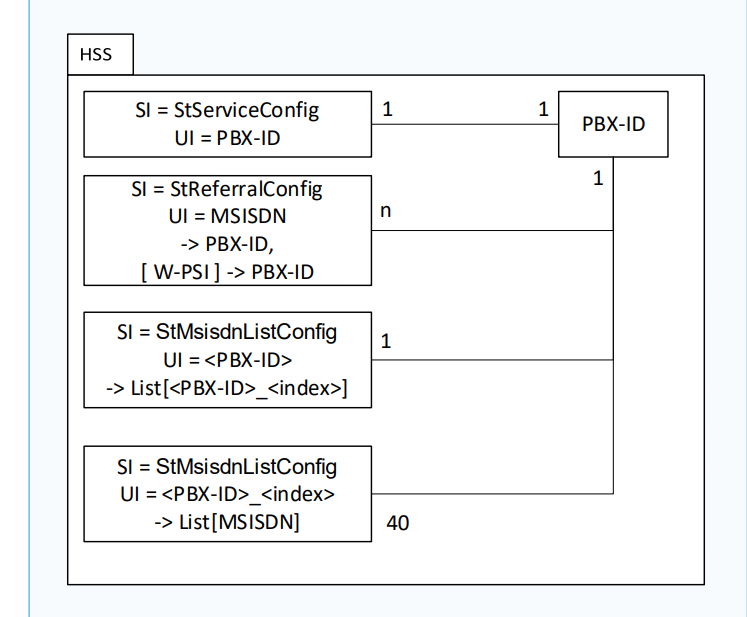 HSS
SI = StServiceConfig
UI = PBX-ID
1
1
PBX-ID
1
SI = StReferralConfig
UI = MSISDN
-> PBX-ID,
[ W-PSI ] -> PBX-ID
n
SI = StMsisdnListConfig
UI = <PBX-ID>
-> List[<PBX-ID>_<index>]
1
SI = StMsisdnListConfig
UI = <PBX-ID>_<index>
-> List[MSISDN]
40